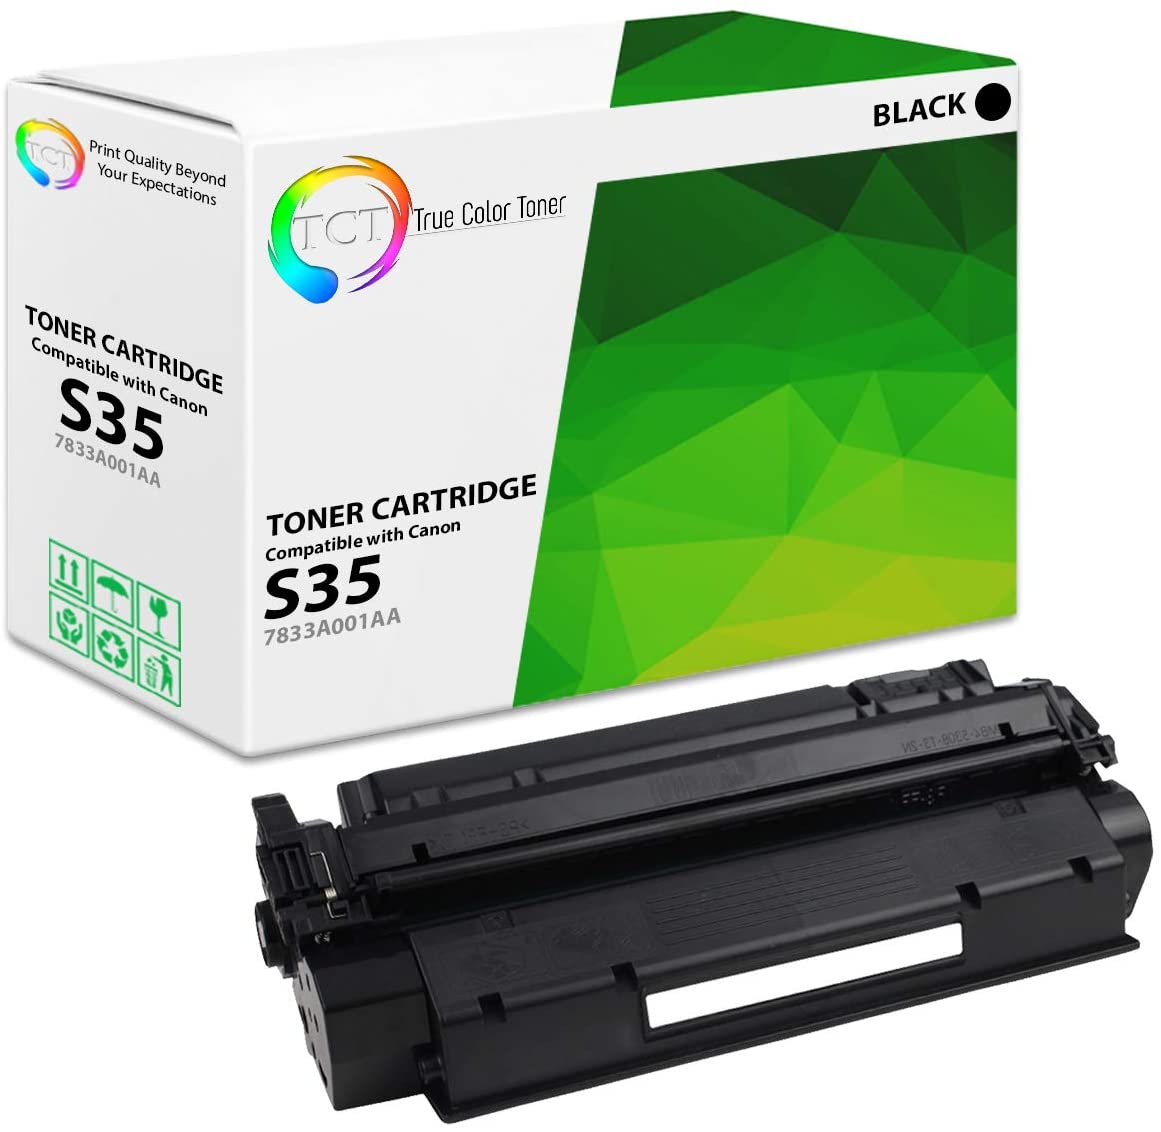 TCT
Print Quality Beyond
Your Expectations
TONER CARTRIDGE
Compatible with Canon
S35
7833A001AA
BLACK
TCT True Color Toner
TONER CARTRIDGE
Compatible with Canon
S35
7833A001AA